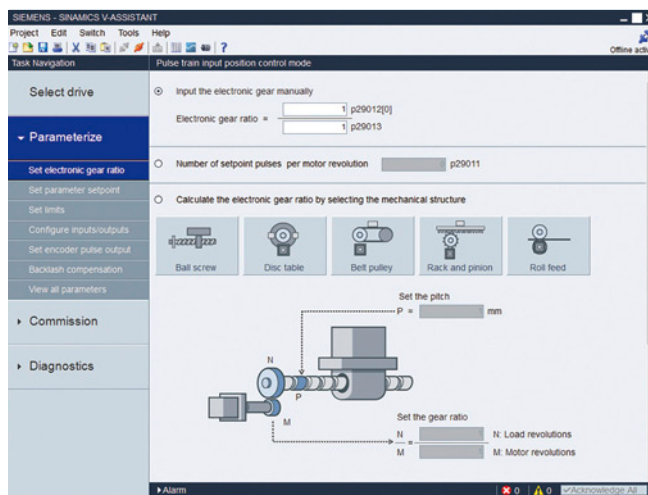 SIEMENS - SINAMICS V-ASSISTANT
Project Edit Switch Tools Help
Task Navigation
Pulse train input position control mode
Select drive
Parameterize
Set electronic gear ratio
Set parameter setpoint
Set limits
Configure inputs/outputs
Set encoder pulse output
Backlash compensation
View all parameters
Commission
Diagnostics
Offline
Input the electronic gear manually
Electronic gear ratio =
1 p29012[0]
1 p29013
Number of setpoint pulses per motor revolution 0 p29011
Calculate the electronic gear ratio by selecting the mechanical structure
Ball screw
Disc table
Belt pulley
Rack and pinion
Roll feed
Set the pitch
P = mm
N
P
M
Set the gear ratio
N
M
=
N: Load revolutions
M: Motor revolutions
Alarm
0
0
Acknowledge All